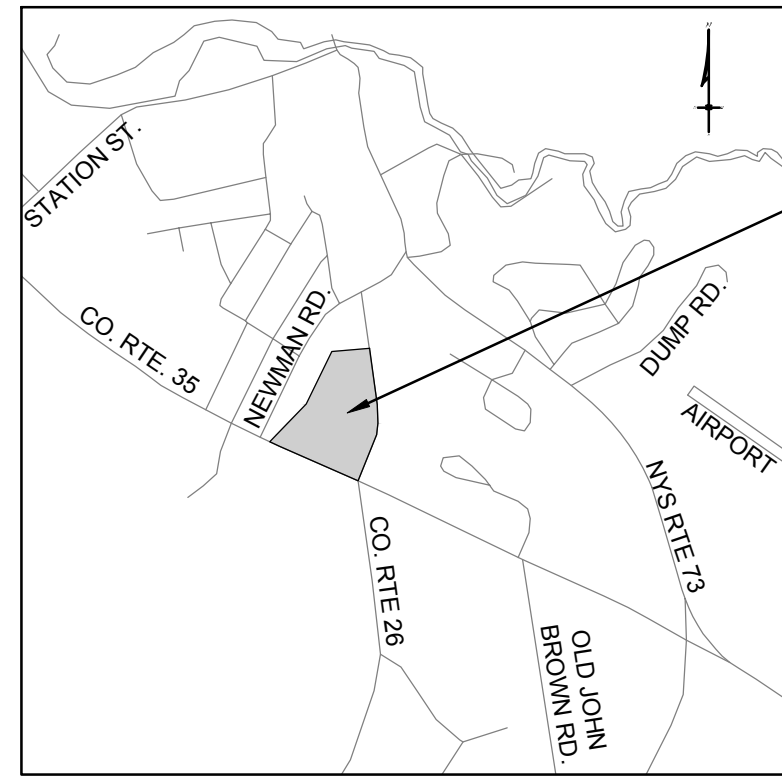 STATION ST.
CO. RTE. 35
NEWMAN RD.
DUMP RD.
AIRPORT
NYS RTE 73
CO. RTE 26
OLD JOHN
BROWN RD.